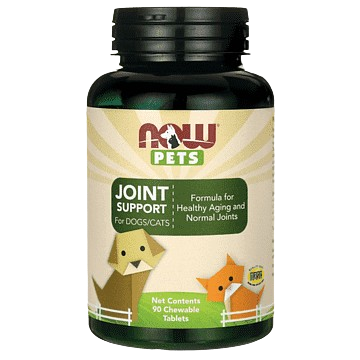 NOW
PETS
JOINT
SUPPORT
For DOGS/CATS
Formula for
Healthy Aging and
Normal Joints
Net Contents
90 Chewable
Tablets